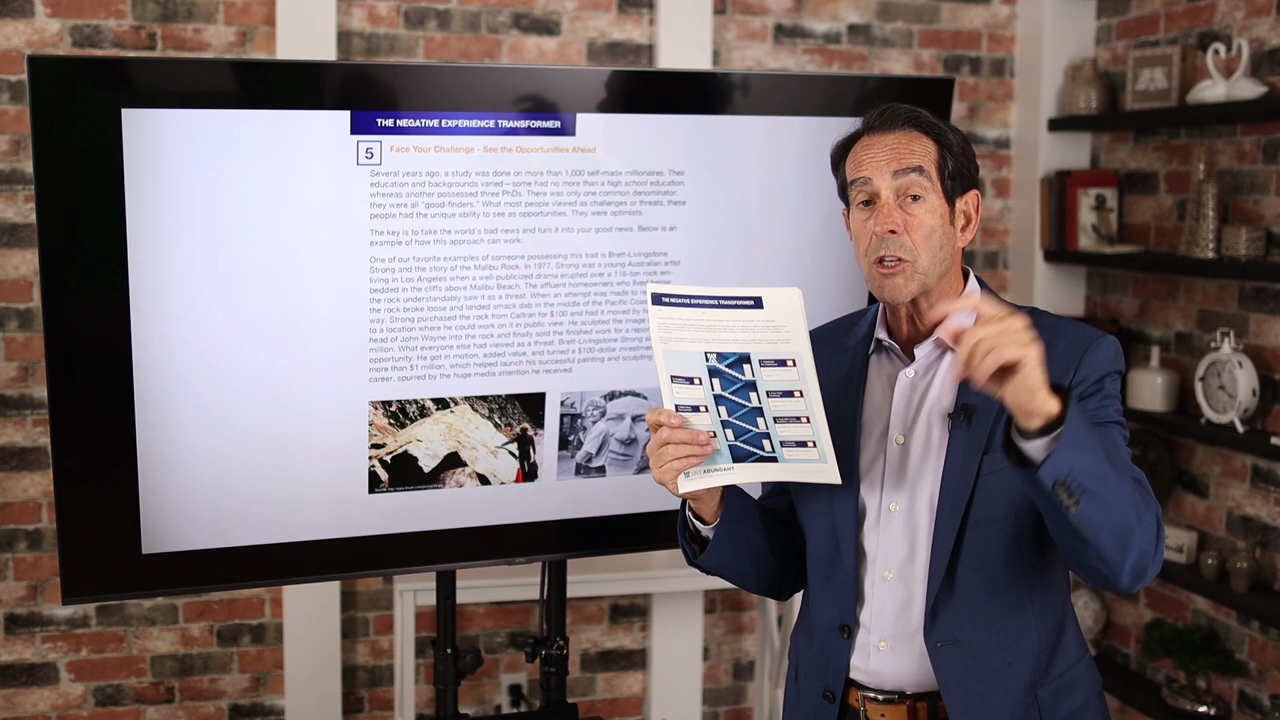 THE NEGATIVE EXPERIENCE TRANSFORMER
5
Face Your Challenge - See the Opportunities Ahead
Several years ago, a study was done on more than 1,000 self-made millionaires. Their
education and backgrounds varied—some had no more than a high school education,
whereas another possessed three PhDs. There was only one common denominator:
they were all "good-finders." What most people viewed as challenges or threats, these
people had the unique ability to see as opportunities. They were optimists.
The key is to take the world's bad news and turn it into your good news. Below is an
example of how this approach can work:
One of our favorite examples of someone possessing this trait is Brett-Livingstone
Strong and the story of the Malibu Rock. In 1977, Strong was a young Australian artist
living in Los Angeles when a well-publicized drama erupted over a 116-ton rock em-
bedded in the cliffs above Malibu Beach. The affluent homeowners who lived below
the rock understandably saw it as a threat. When an attempt was made to
the rock broke loose and landed smack dab in the middle of the Pacific
way. Strong purchased the rock from Caltran for $100 and had it moved by
to a location where he could work on it in public view. He sculpted the image
head of John Wayne into the rock and finally sold the finished work for a
million. What everyone else had viewed as a threat, Brett-Livingstone Strong
opportunity. He got in motion, added value, and turned a $100-dollar investment
more than $1 million, which helped launch his successful painting and sculpting
career, spurred by the huge media attention he received.
THE NEGATIVE EXPERIENCE TRANSFORMER
LIVE ABUNDANT